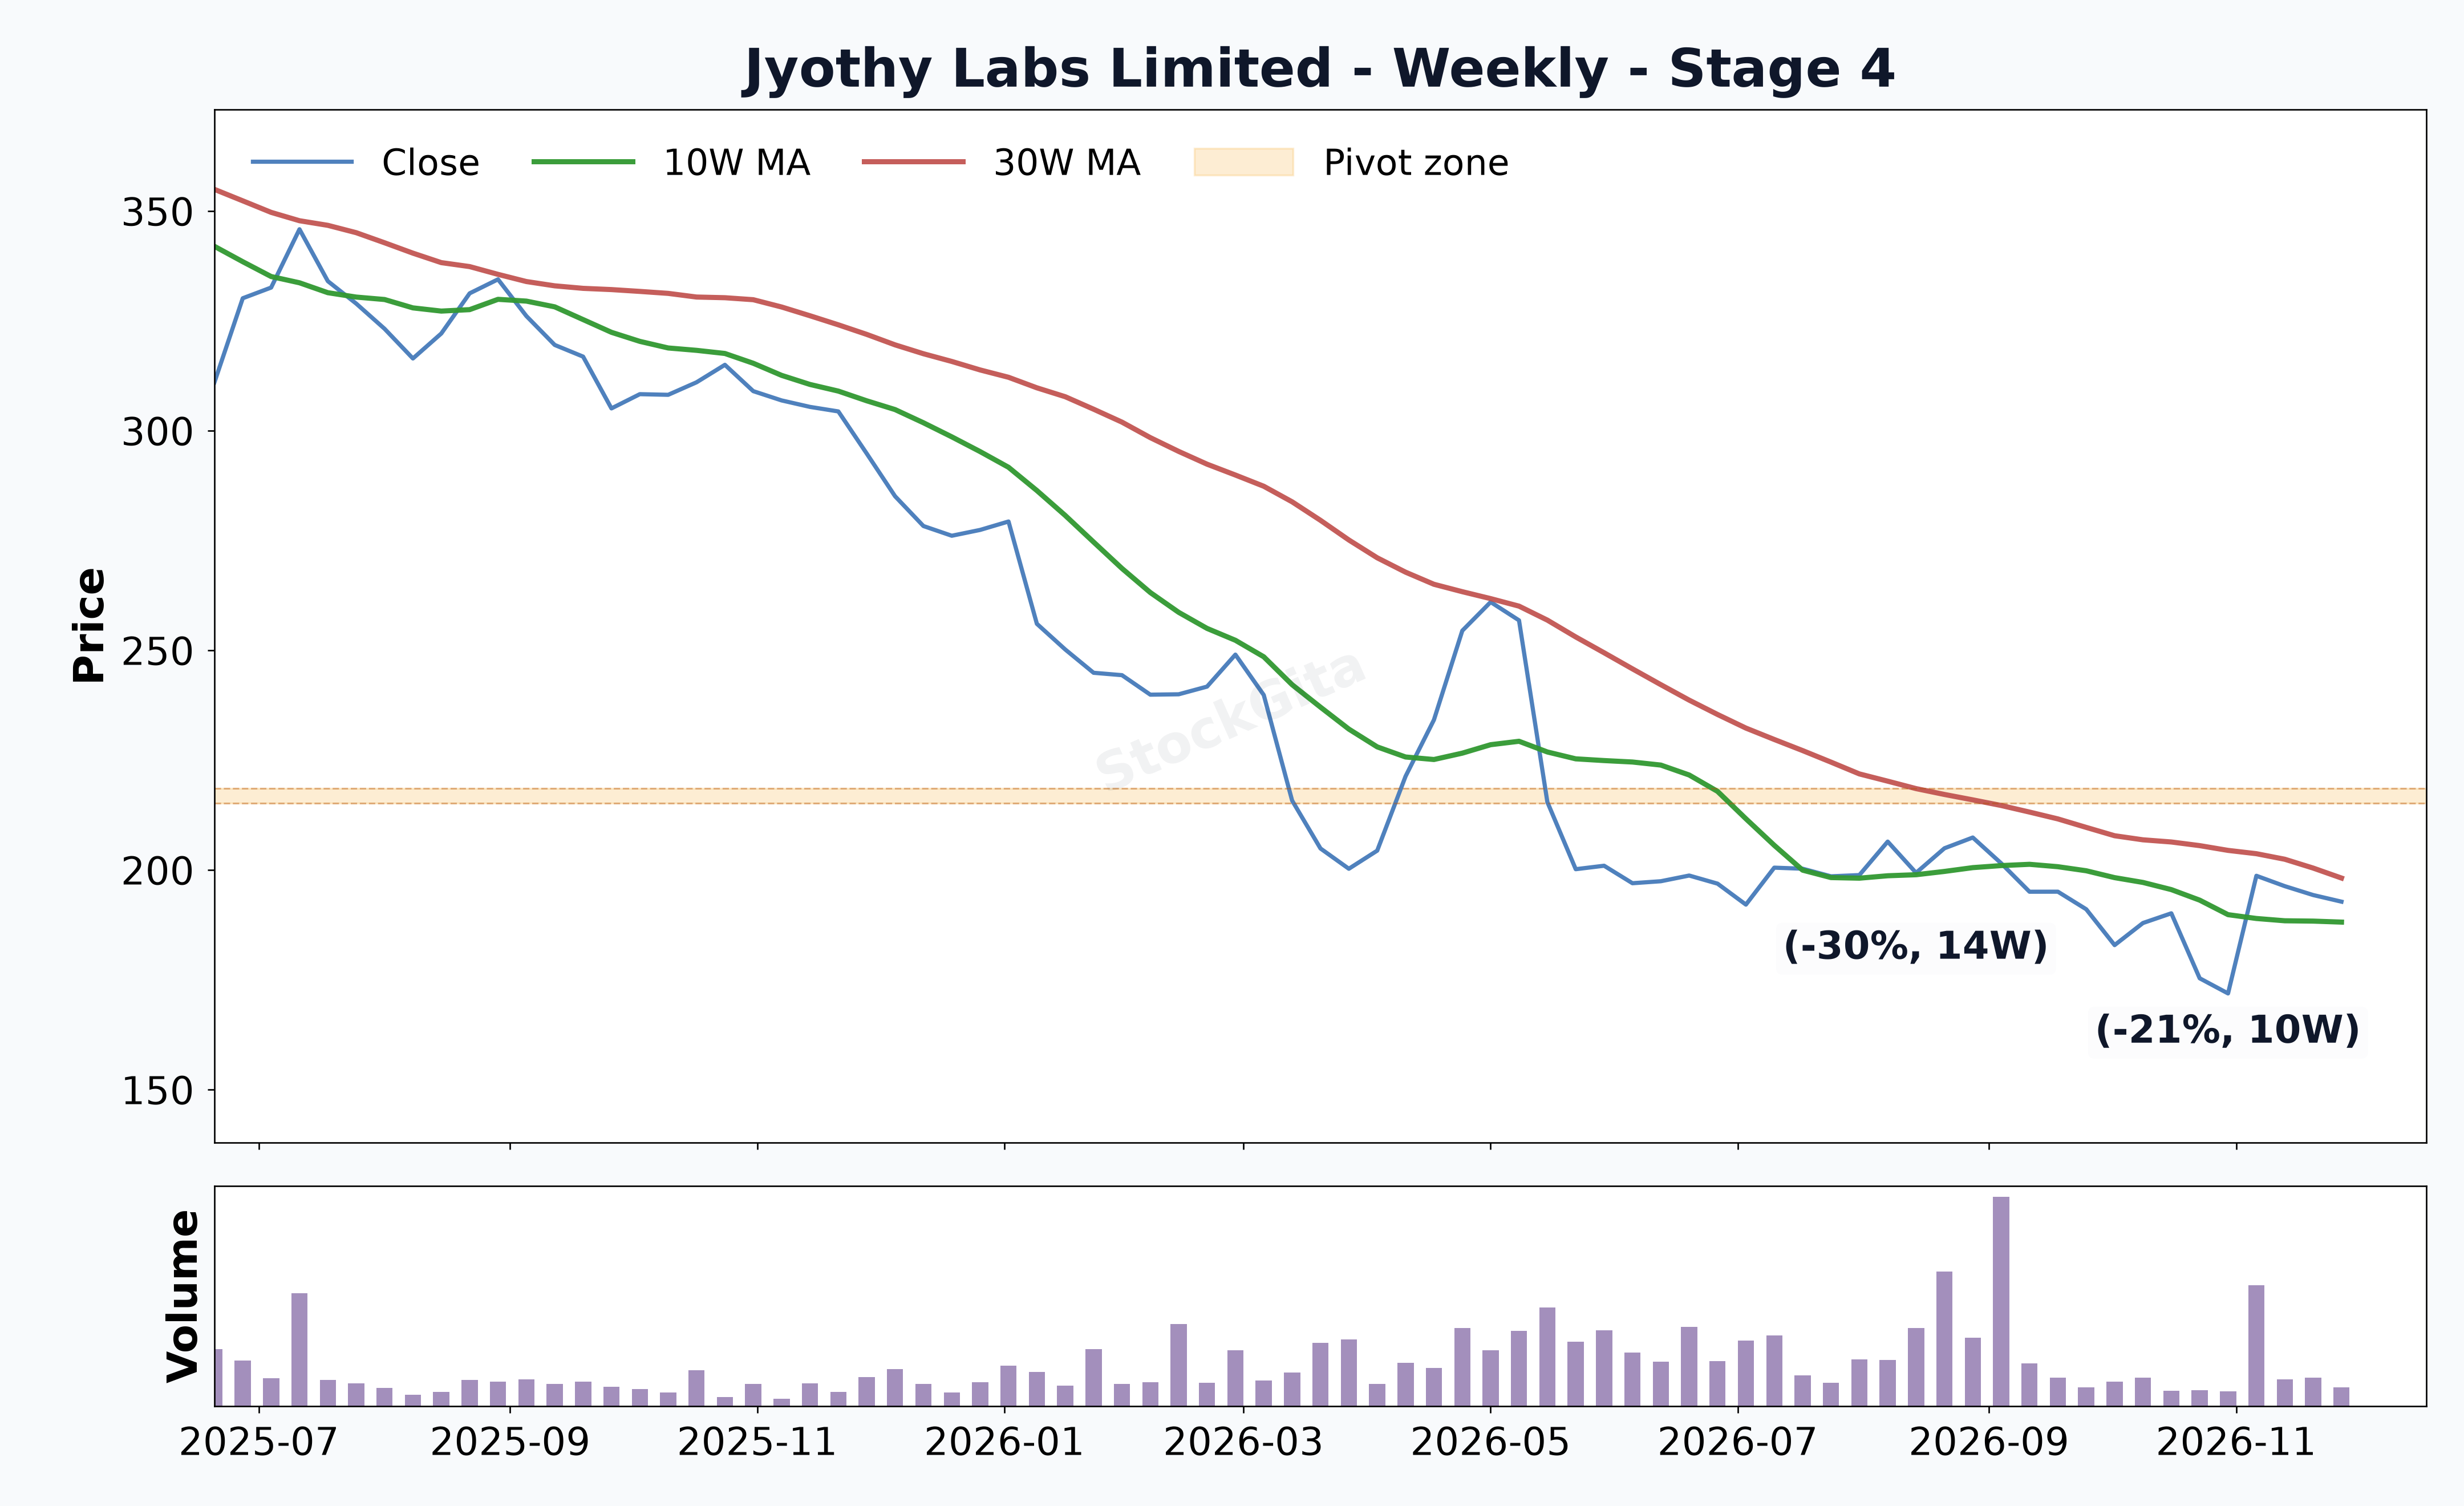 Jyothy Labs Limited - Weekly - Stage 4
Close
10W MA
30W MA
Pivot zone
350
300
250
200
150
Price
StockGita
(-30%, 14W)
(-21%, 10W)
Volume
2025-07
2025-09
2025-11
2026-01
2026-03
2026-05
2026-07
2026-09
2026-11